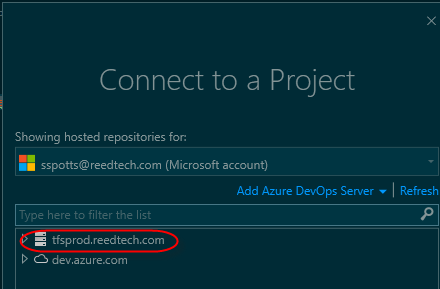 Connect to a Project
Showing hosted repositories for:
sspotts@reedtech.com (Microsoft account)
Add Azure DevOps Server Refresh
Type here to filter the list
tfsprod.reedtech.com
dev.azure.com